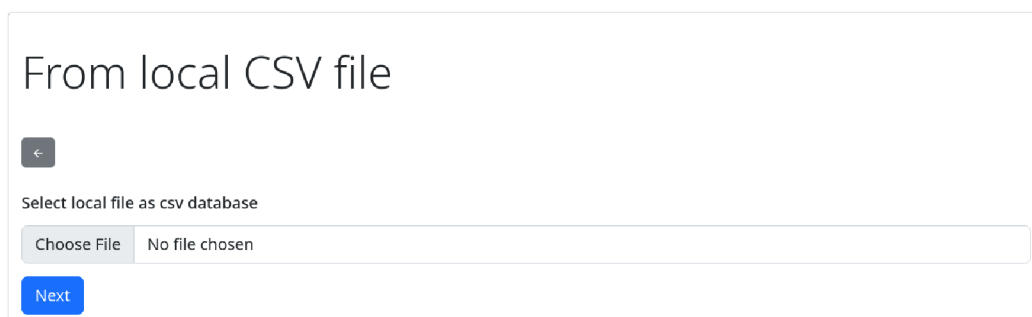 From local CSV file
←
Select local file as csv database
Choose File No file chosen
Next